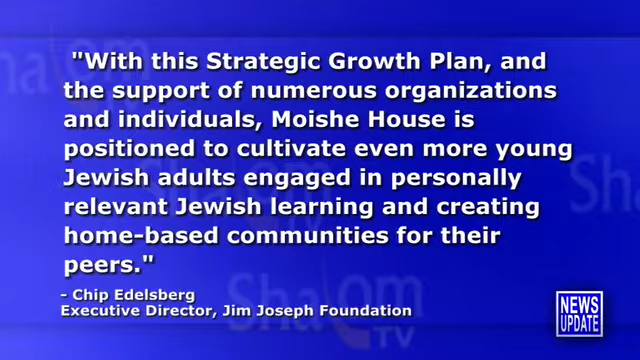 "With this Strategic Growth Plan, and
the support of numerous organizations
and individuals, Moishe House is
positioned to cultivate even more young
Jewish adults engaged in personally
relevant Jewish learning and creating
home-based communities for their
peers."
- Chip Edelsberg
Executive Director, Jim Joseph Foundation
NEWS
UPDATE
Shalom
TV